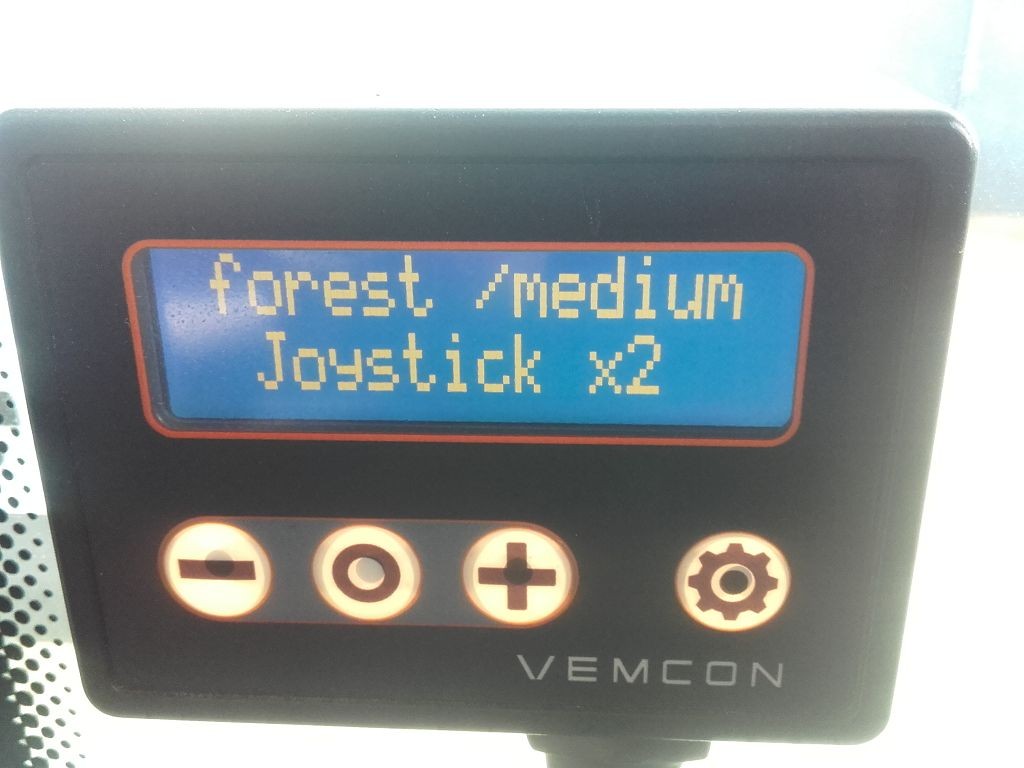 forest /medium
Joystick x2
VEMCON